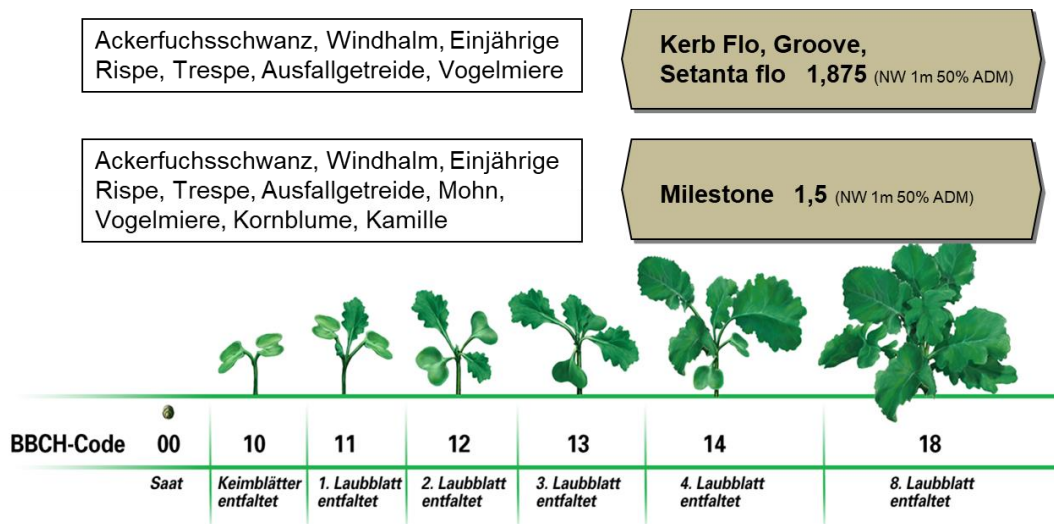 Ackerfuchsschwanz, Windhalm, Einjährige
Rispe, Trespe, Ausfallgetreide, Vogelmiere
Kerb Flo, Groove,
Setanta flo 1,875 (NW 1m 50% ADM)
Ackerfuchsschwanz, Windhalm, Einjährige
Rispe, Trespe, Ausfallgetreide, Mohn,
Vogelmiere, Kornblume, Kamille
Milestone 1,5 (NW 1m 50% ADM)
BBCH-Code 00 10 11 12 13 14 18
Saat
Keimblätter
entfaltet
1. Laubblatt
entfaltet
2. Laubblatt
entfaltet
3. Laubblatt
entfaltet
4. Laubblatt
entfaltet
8. Laubblatt
entfaltet